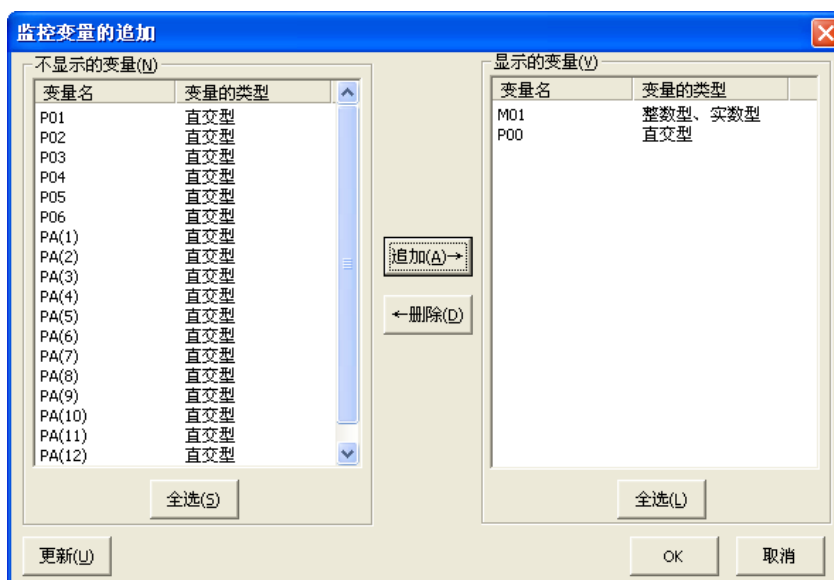 监控变量的追加
不显示的变量(N)
变量名 变量的类型
P01 直交型
P02 直交型
P03 直交型
P04 直交型
P05 直交型
P06 直交型
PA(1) 直交型
PA(2) 直交型
PA(3) 直交型
PA(4) 直交型
PA(5) 直交型
PA(6) 直交型
PA(7) 直交型
PA(8) 直交型
PA(9) 直交型
PA(10) 直交型
PA(11) 直交型
PA(12) 直交型
全选(S)
追加(A)→
←删除(D)
显示的变量(V)
变量名 变量的类型
M01 整数型、实数型
P00 直交型
全选(L)
更新(U)
OK
取消